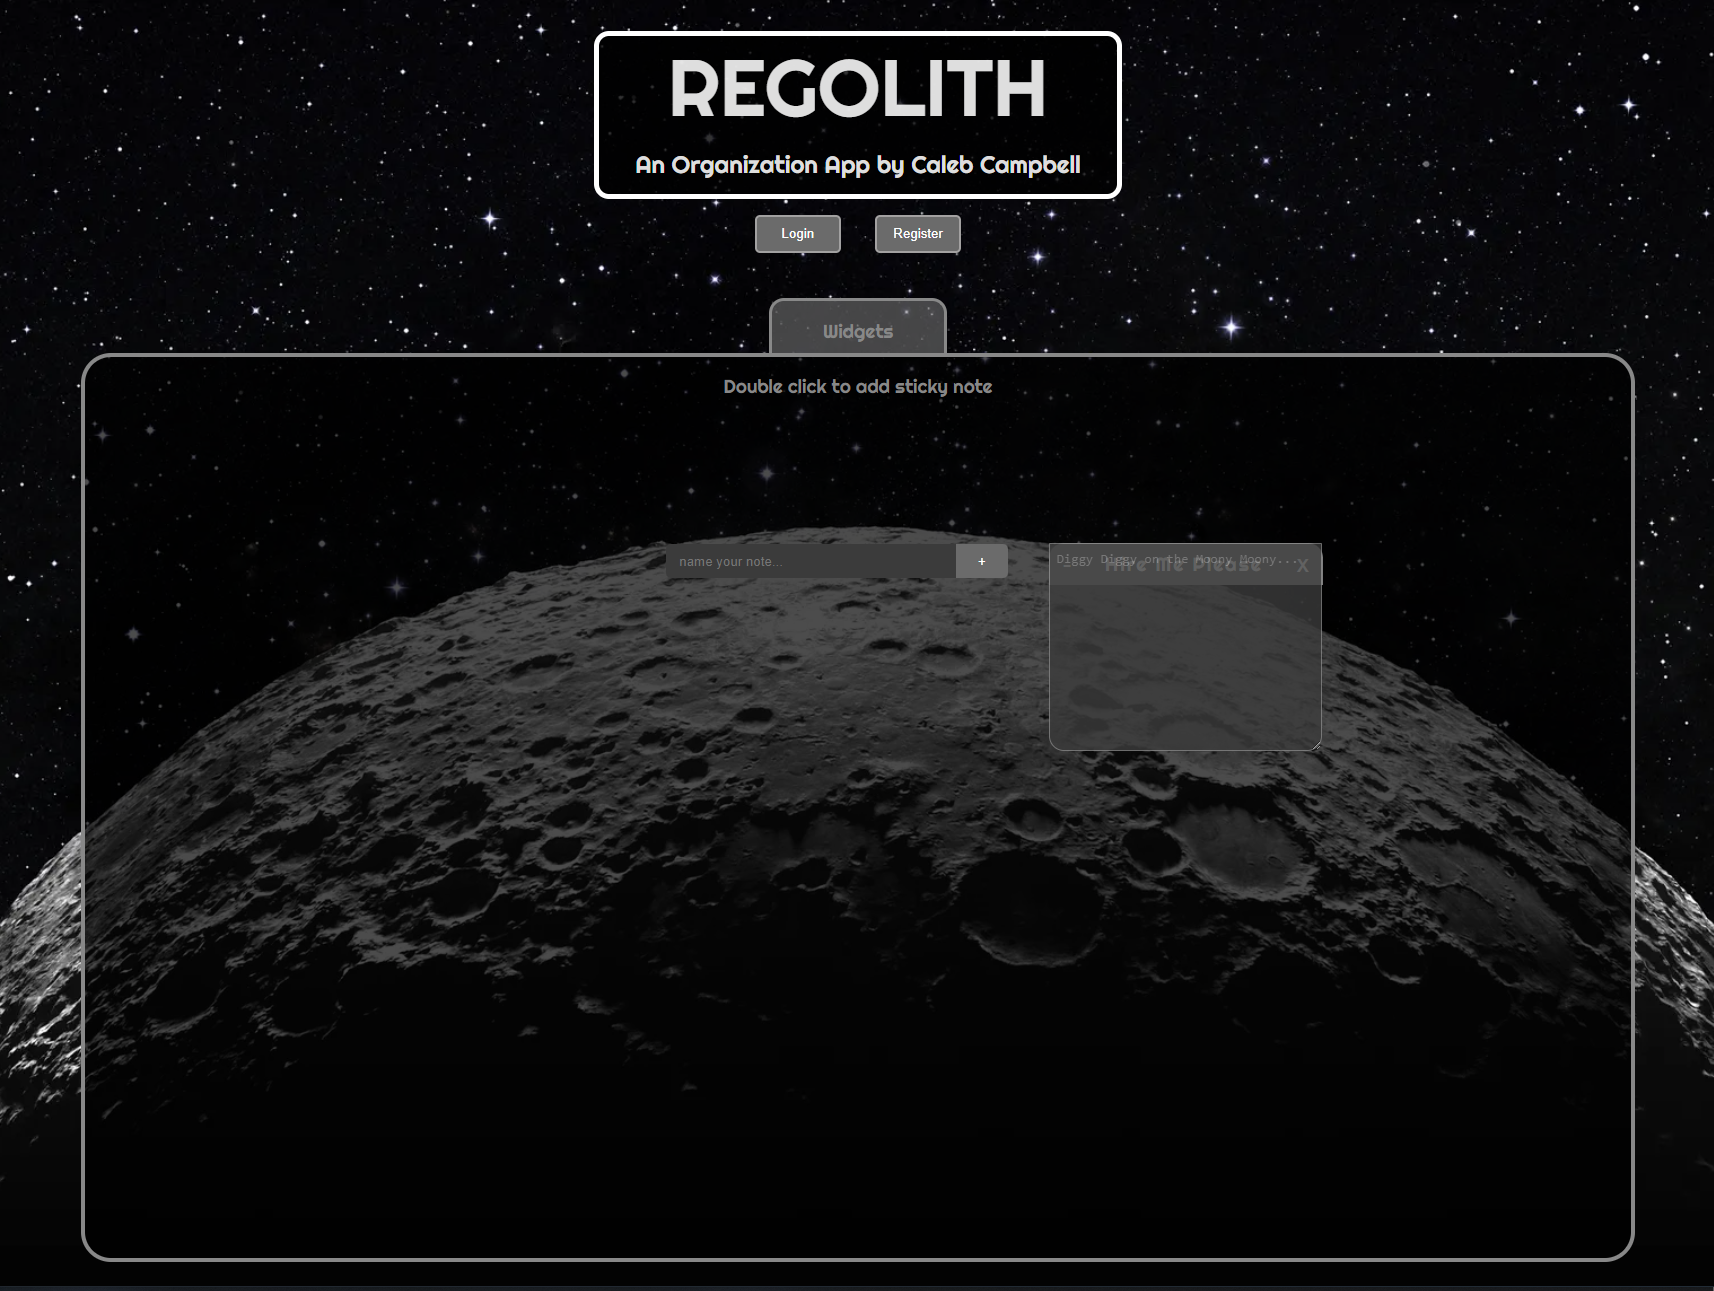 REGOLITH
An Organization App by Caleb Campbell
Login
Register
Widgets
Double click to add sticky note
name your note...
+
Diggy Diggy on the Moony Moony...
Hire Me Please
X